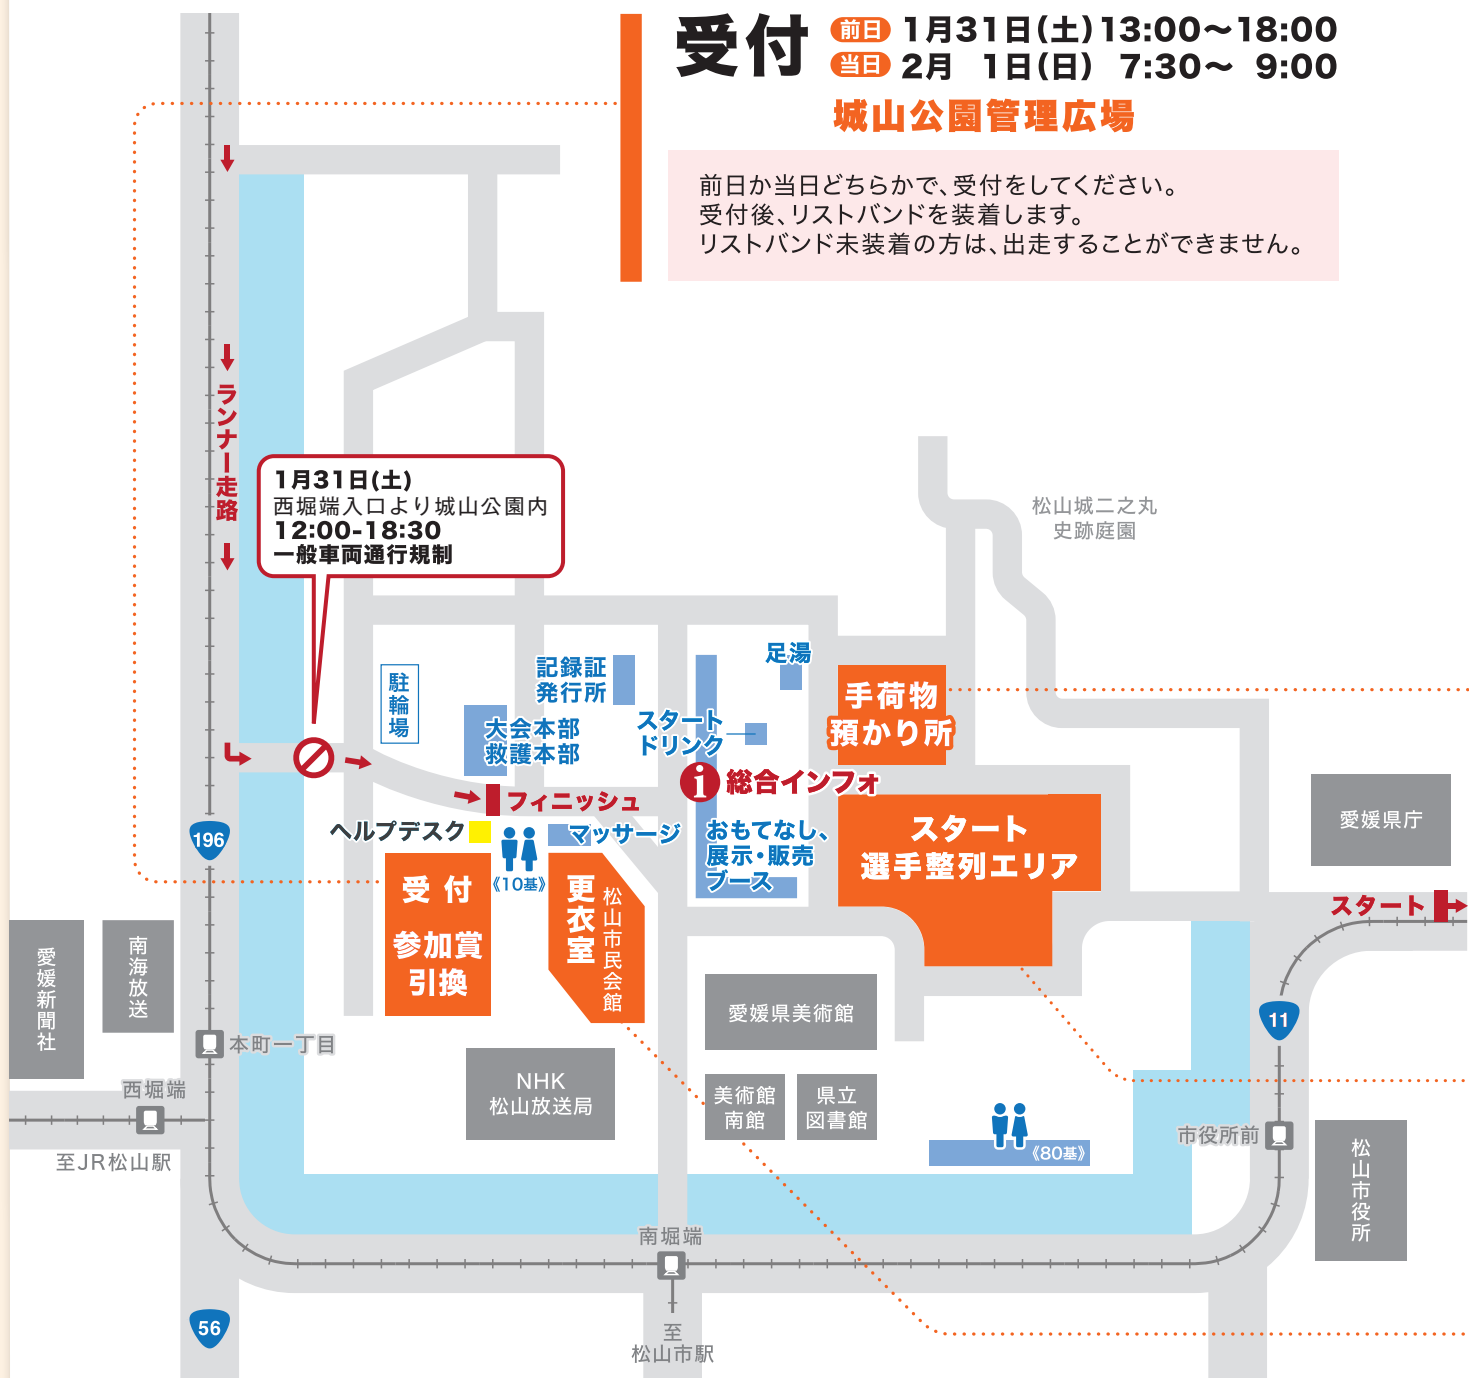 受付
前日 1月31日(土)13:00〜18:00
当日 2月 1日(日) 7:30〜 9:00
城山公園管理広場
前日か当日どちらかで、受付をしてください。
受付後、リストバンドを装着します。
リストバンド未装着の方は、出走することができません。
ランナー走路
1月31日(土)
西堀端入口より城山公園内
12:00-18:30
一般車両通行規制
松山城二之丸
史跡庭園
駐輪場
記録証
発行所
大会本部
救護本部
足湯
スタート
ドリンク
手荷物
預かり所
i 総合インフォ
フィニッシュ
ヘルプデスク
《10基》
マッサージ
おもてなし、
展示・販売
ブース
スタート
選手整列エリア
愛媛県庁
スタート
受付
参加賞
引換
更衣室
松山市民会館
196
愛媛新聞社
南海放送
本町一丁目
西堀端
至JR松山駅
NHK
松山放送局
愛媛県美術館
美術館
南館
県立
図書館
《80基》
11
市役所前
松山市役所
南堀端
至
松山市駅
56